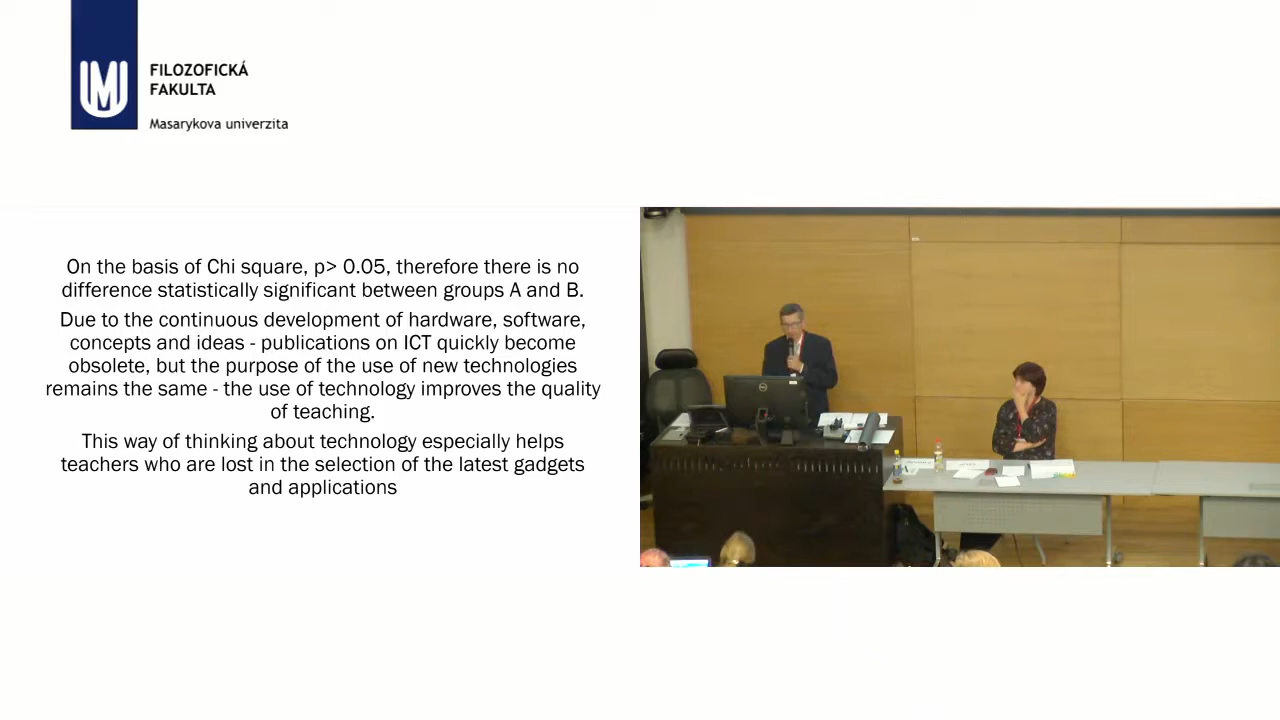 FILOZOFICKÁ
FAKULTA
Masarykova univerzita
On the basis of Chi square, p> 0.05, therefore there is no
difference statistically significant between groups A and B.
Due to the continuous development of hardware, software,
concepts and ideas - publications on ICT quickly become
obsolete, but the purpose of the use of new technologies
remains the same - the use of technology improves the quality
of teaching.
This way of thinking about technology especially helps
teachers who are lost in the selection of the latest gadgets
and applications
DELL